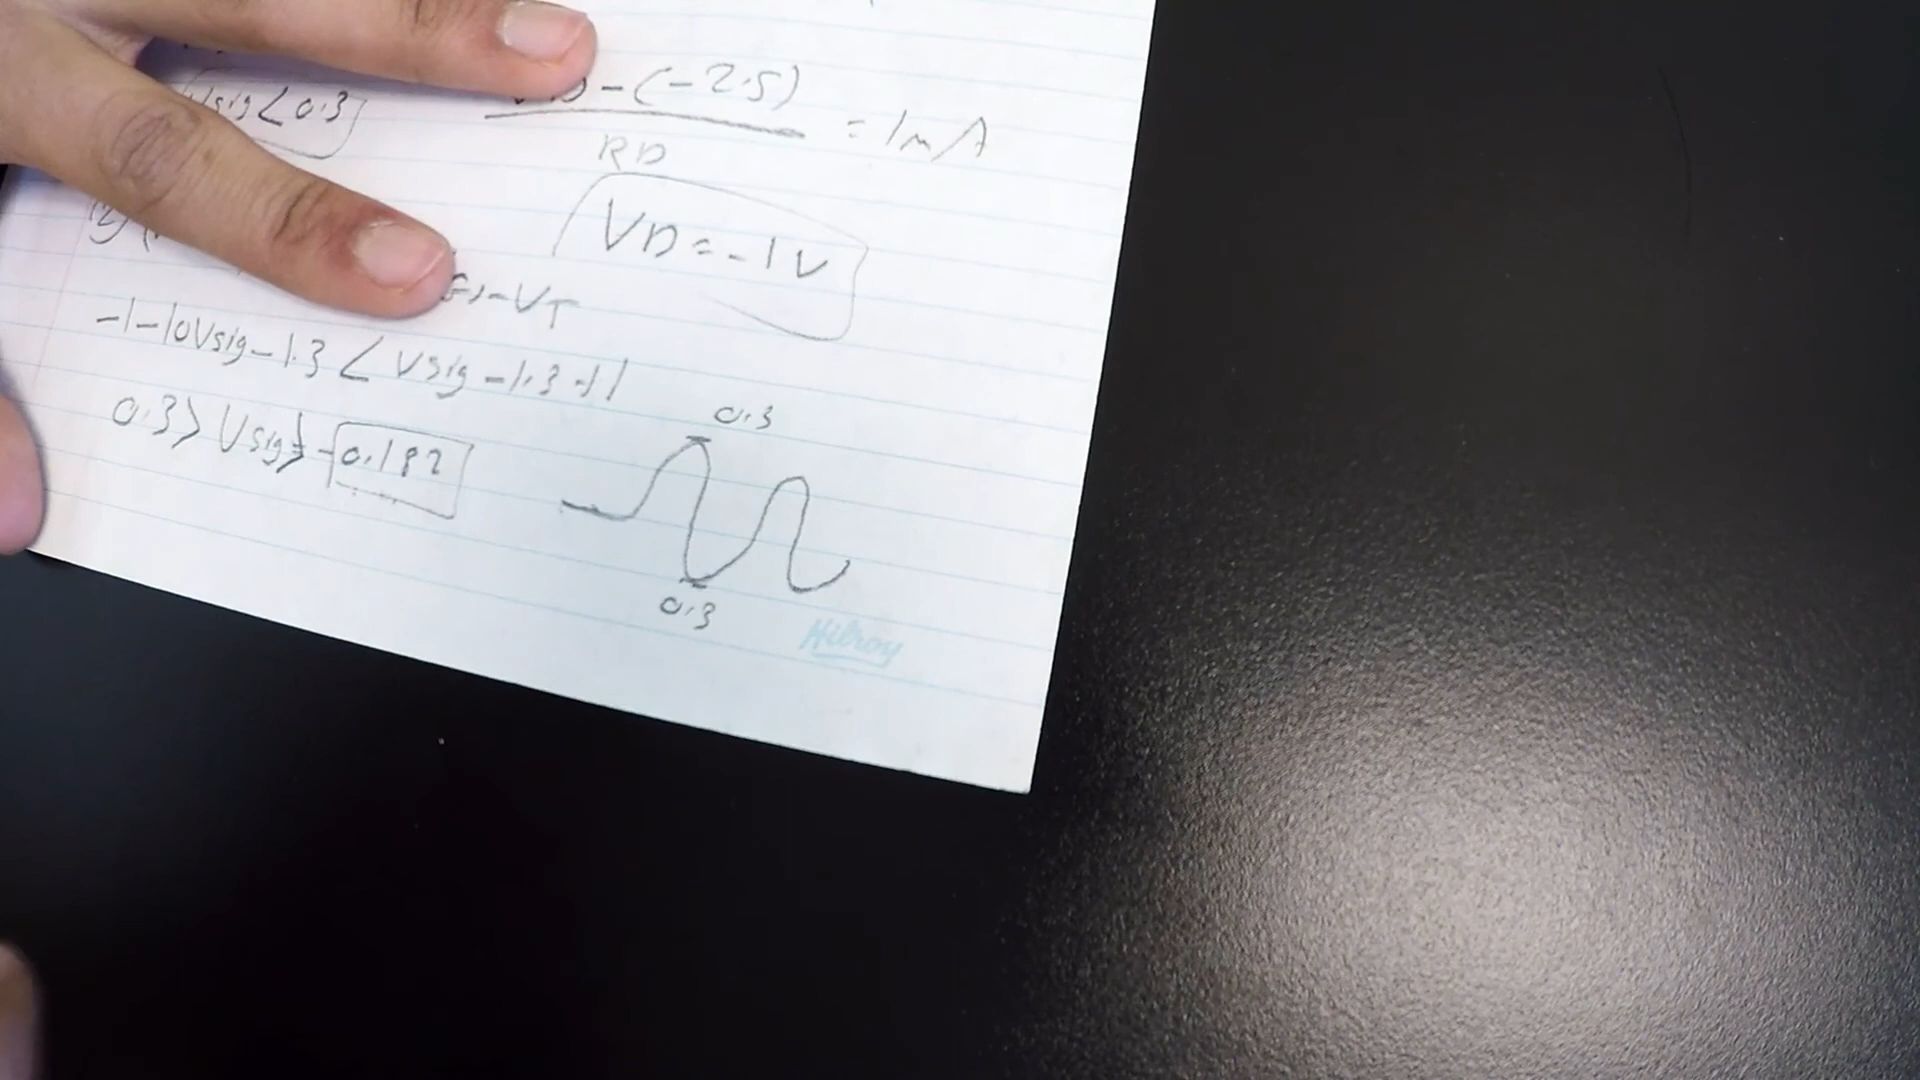 Vsig < 0.3
VD - (-2.5)
RD
= 1mA
VD = -1V
-VT
-1-10Vsig-1.3 < Vsig-1.3+1
0.3 > Vsig > -0.182
0.3
0.3
Hilroy